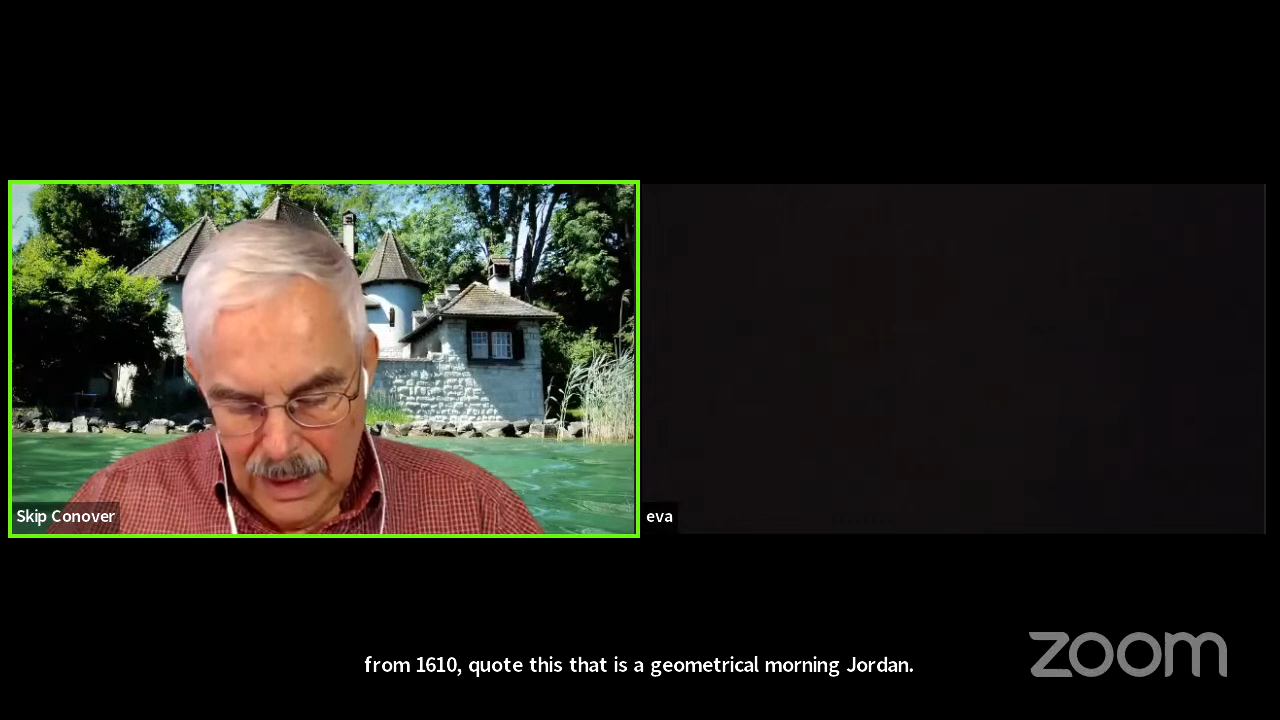 Skip Conover
eva
from 1610, quote this that is a geometrical morning Jordan.
zoom